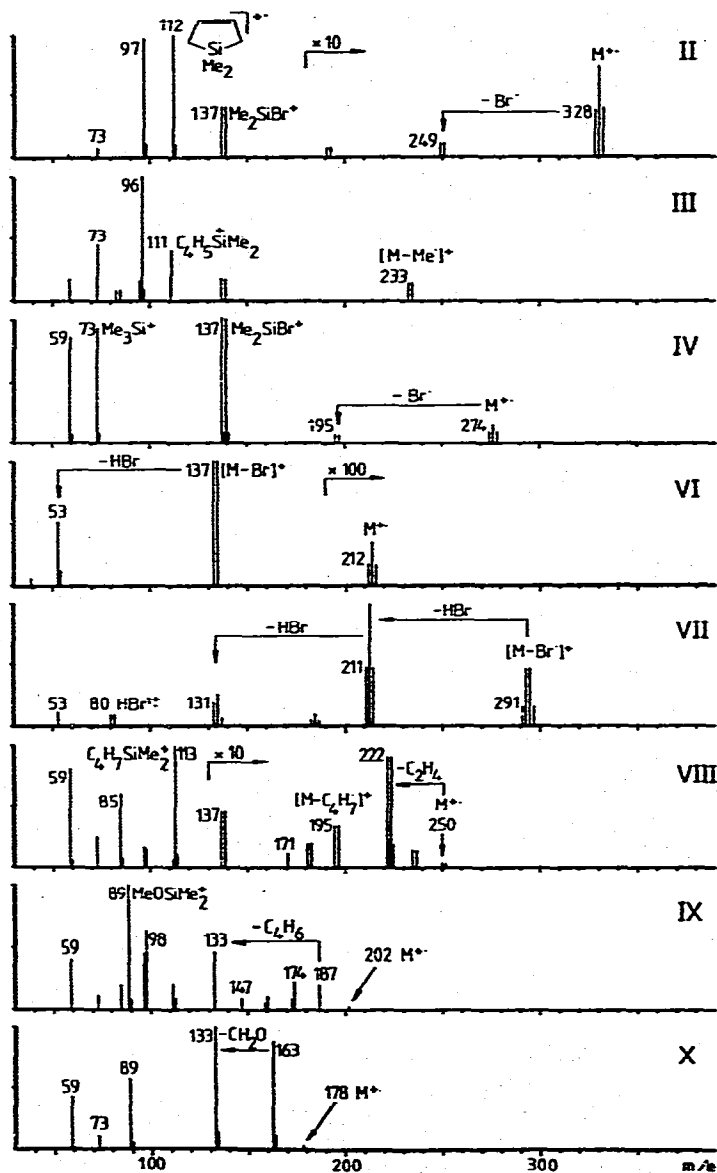 Si
Me₂
+·
II
73
97
112
137 Me₂SiBr⁺
× 10
249
- Br·
328
M⁺·
III
73
96
111 C₄H₅SiMe₂⁺
[M-Me·]⁺
233
IV
59
73 Me₃Si⁺
137 Me₂SiBr⁺
195
- Br·
274
M⁺·
VI
53
-HBr
137 [M-Br]⁺
× 100
212
M⁺·
VII
53
80 HBr⁺·
131
-HBr
211
-HBr
291
[M-Br·]⁺
VIII
59
85
C₄H₇SiMe₂⁺
113
× 10
137
171
[M-C₄H₇·]⁺
195
222
-C₂H₄
M⁺·
250
IX
59
89 MeOSiMe₂⁺
98
133
-C₄H₆
147
174
187
202 M⁺·
X
59
73
89
133
-CH₂O
163
178 M⁺·
100
200
300
m/e